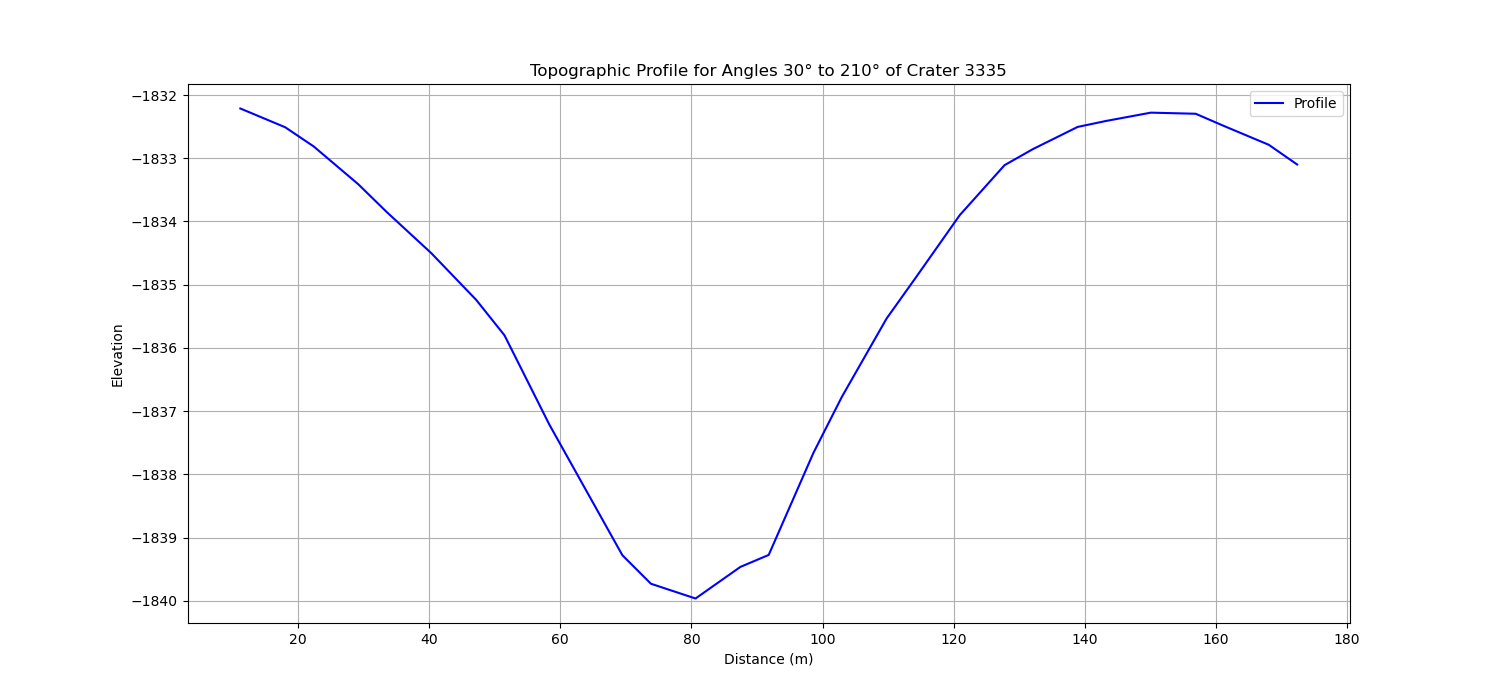 Topographic Profile for Angles 30° to 210° of Crater 3335
Profile
Elevation
−1832
−1833
−1834
−1835
−1836
−1837
−1838
−1839
−1840
20 40 60 80 100 120 140 160 180
Distance (m)